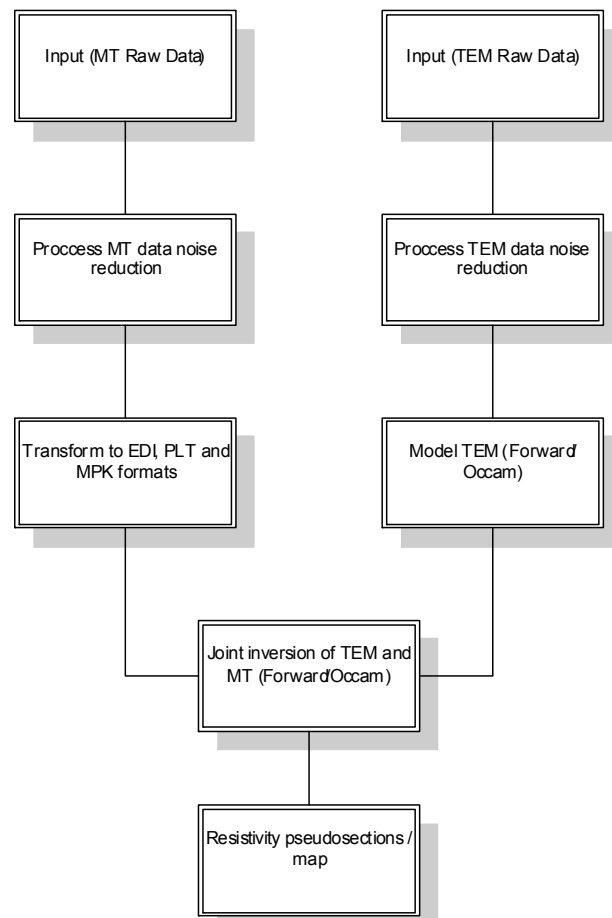 Input (MT Raw Data)
Input (TEM Raw Data)
Proccess MT data noise
reduction
Proccess TEM data noise
reduction
Transform to EDI, PLT and
MPK formats
Model TEM (Forward/
Occam)
Joint inversion of TEM and
MT (Forward/Occam)
Resistivity pseudosections /
map